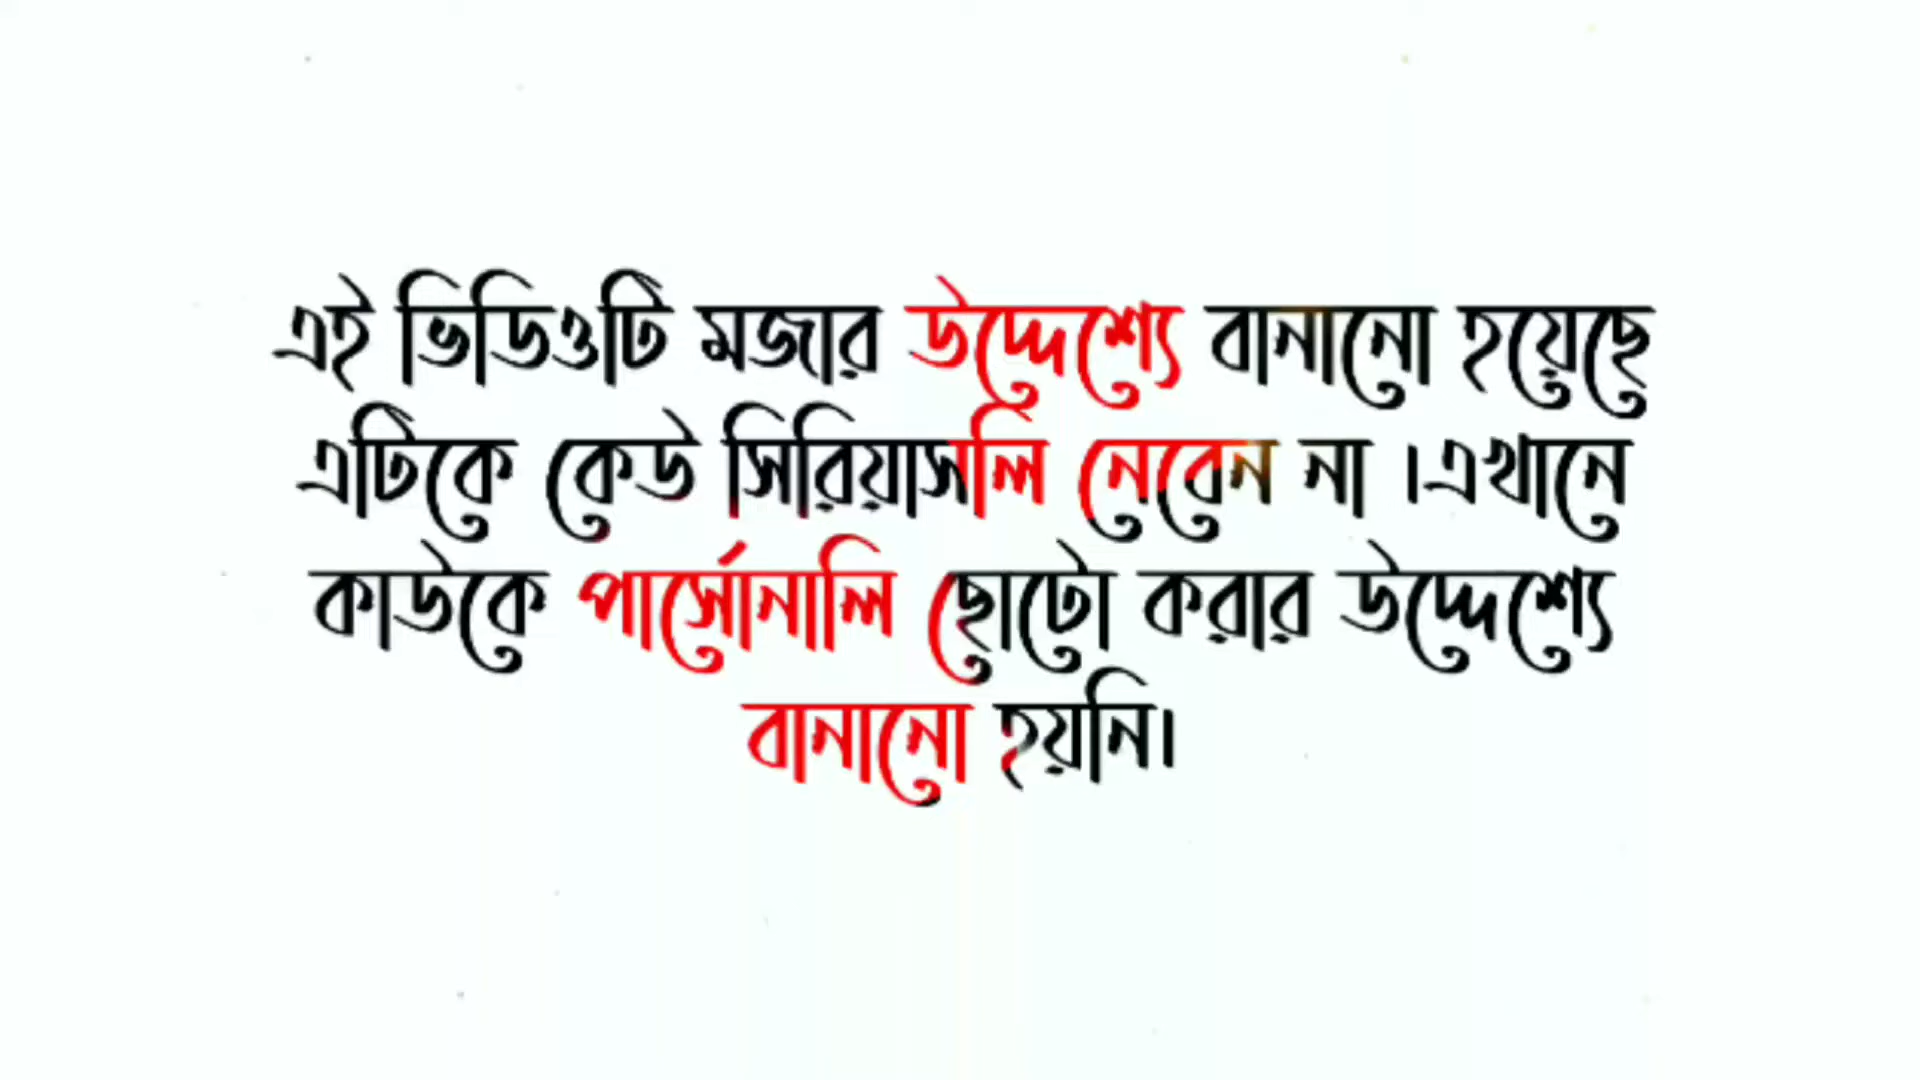 এই ভিডিওটি মজার উদ্দেশ্যে বানানো হয়েছে
এটিকে কেউ সিরিয়াসলি নেবেন না ।এখানে
কাউকে পার্সোনালি ছোটো করার উদ্দেশ্যে
বানানো হয়নি।